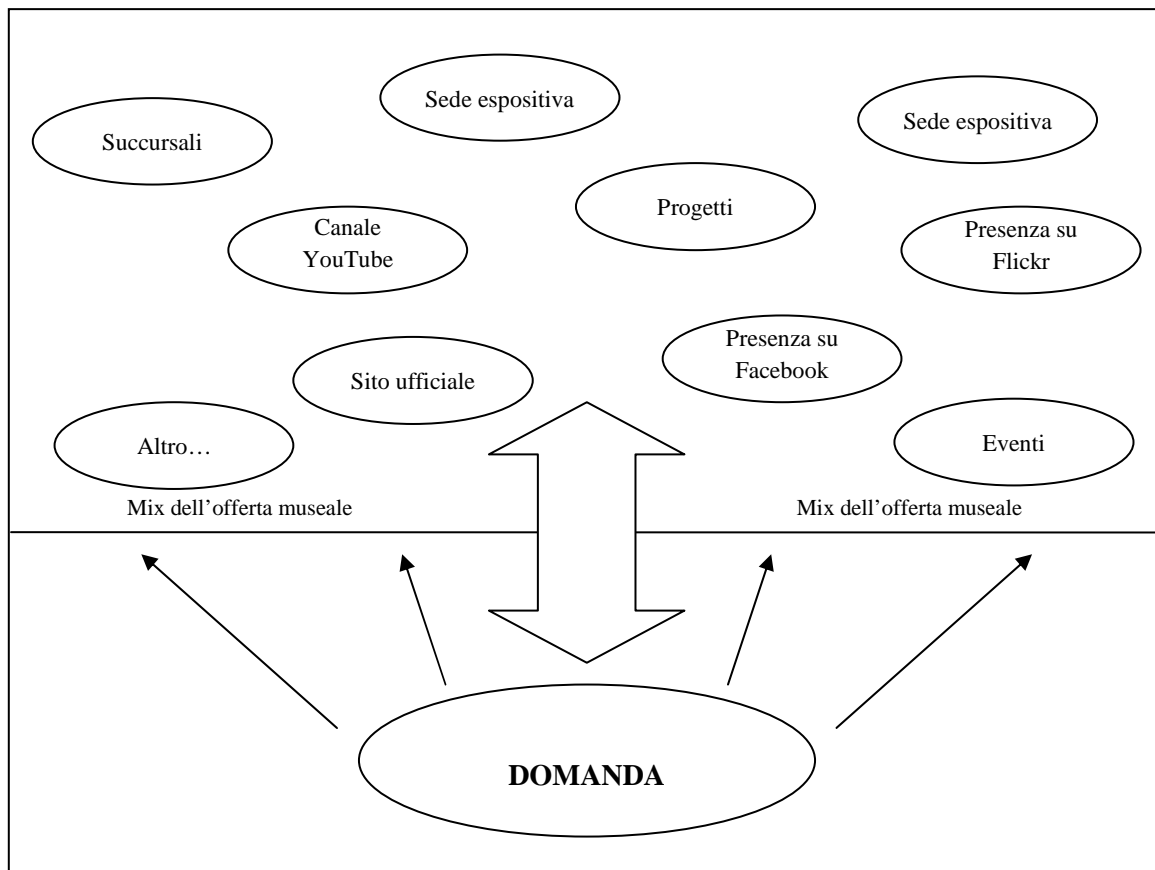 Sede espositiva
Sede espositiva
Succursali
Progetti
Canale
YouTube
Presenza su
Flickr
Presenza su
Facebook
Sito ufficiale
Altro…
Eventi
Mix dell’offerta museale
Mix dell’offerta museale
DOMANDA